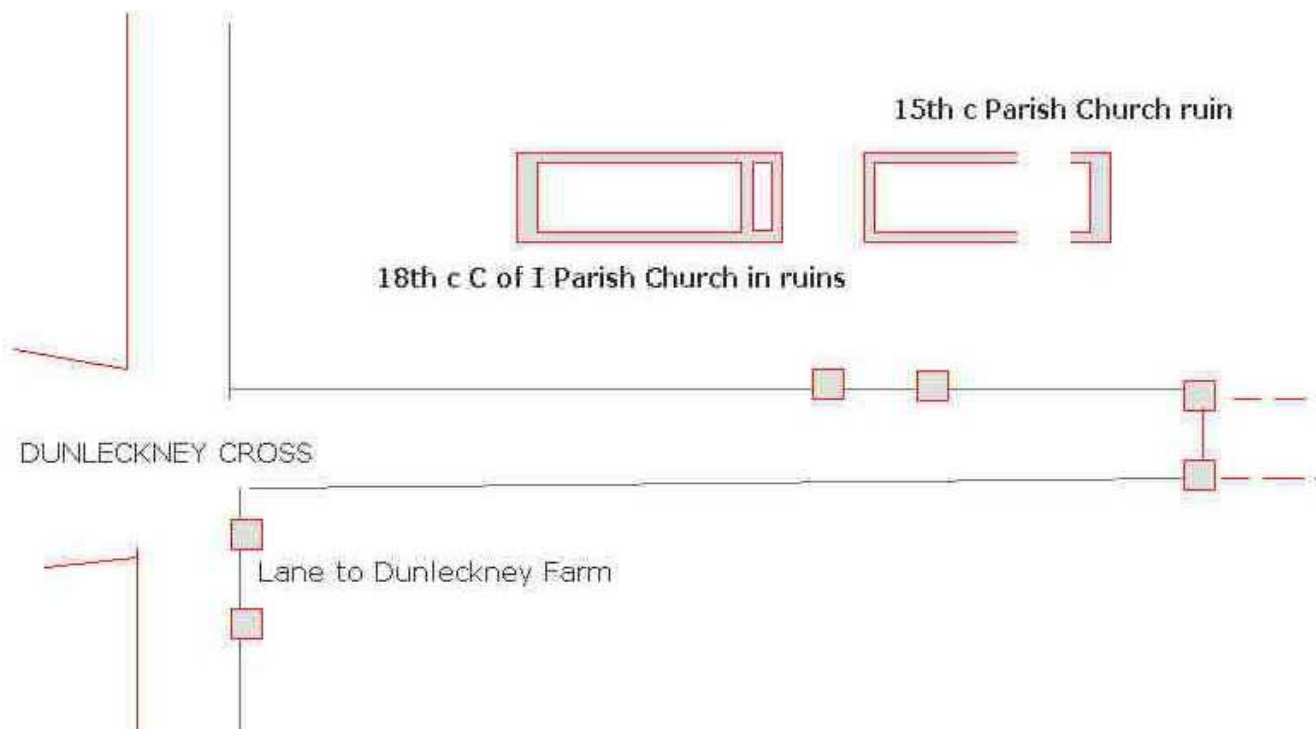 15th c Parish Church ruin
18th c C of I Parish Church in ruins
DUNLECKNEY CROSS
Lane to Dunleckney Farm